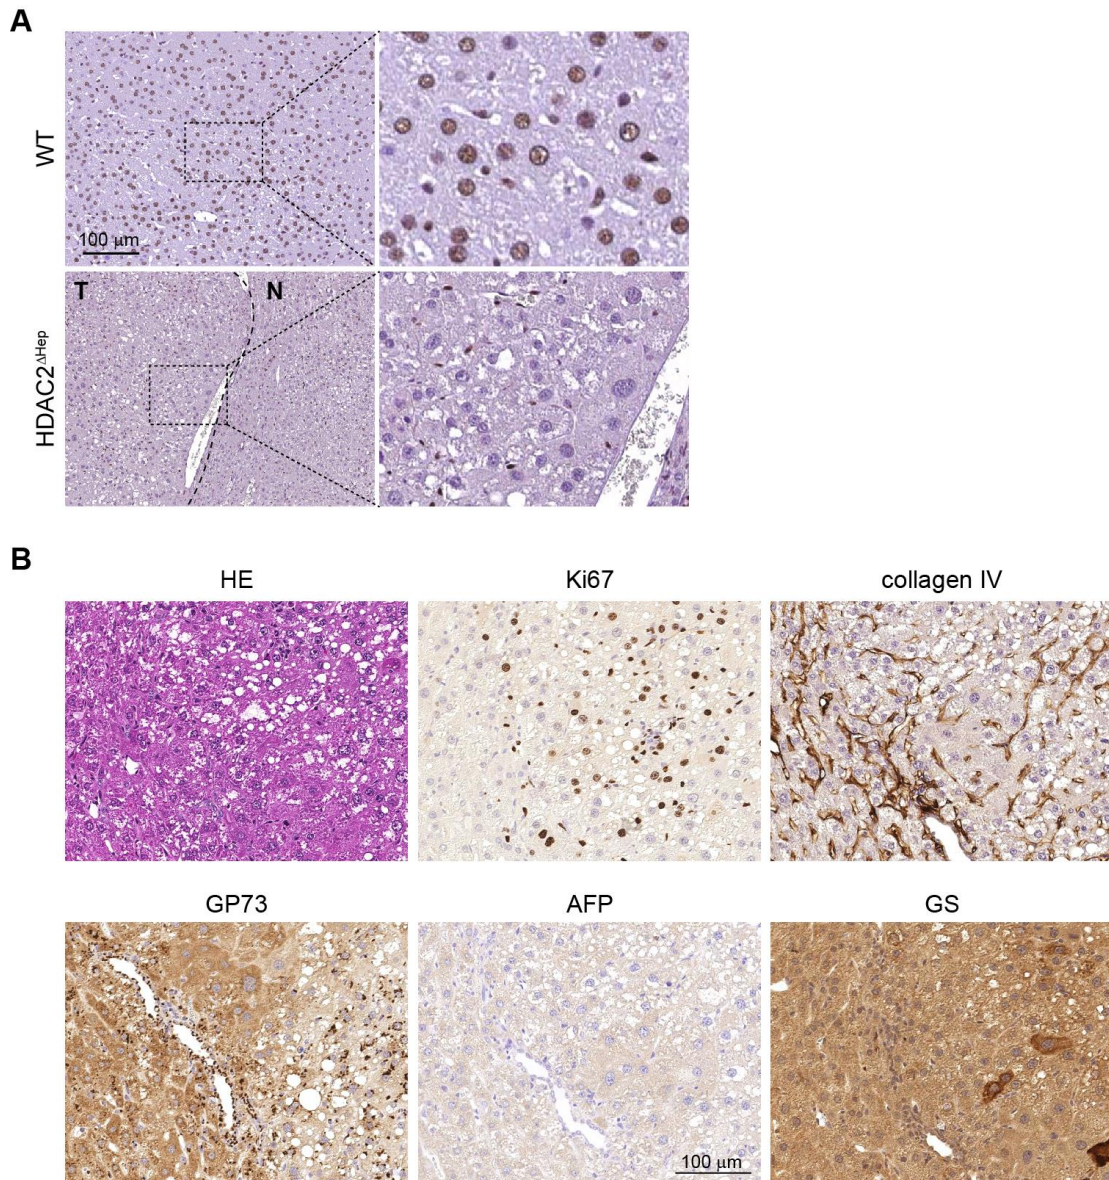 A
WT
100 µm
HDAC2ΔHep
T
N
B
HE
Ki67
collagen IV
GP73
AFP
GS
100 µm